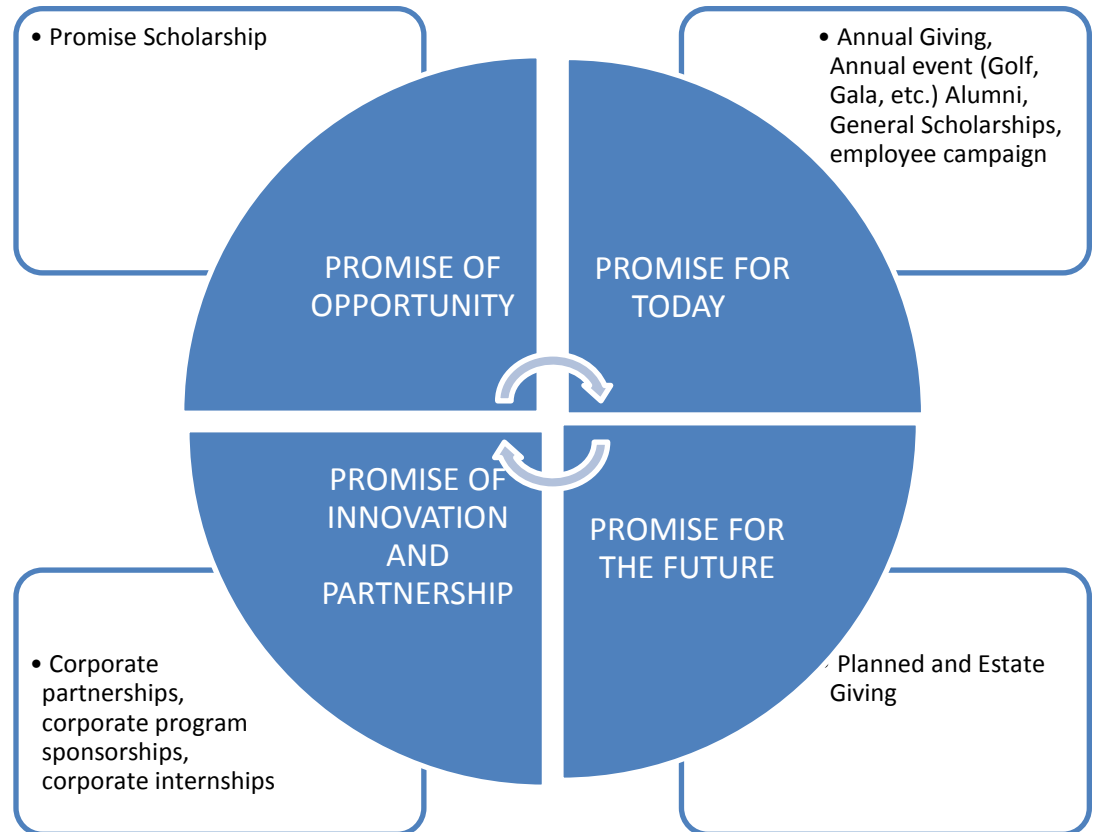 • Promise Scholarship
• Annual Giving,
Annual event (Golf,
Gala, etc.) Alumni,
General Scholarships,
employee campaign
PROMISE OF
OPPORTUNITY
PROMISE FOR
TODAY
PROMISE OF
INNOVATION
AND
PARTNERSHIP
PROMISE FOR
THE FUTURE
• Corporate
partnerships,
corporate program
sponsorships,
corporate internships
• Planned and Estate
Giving